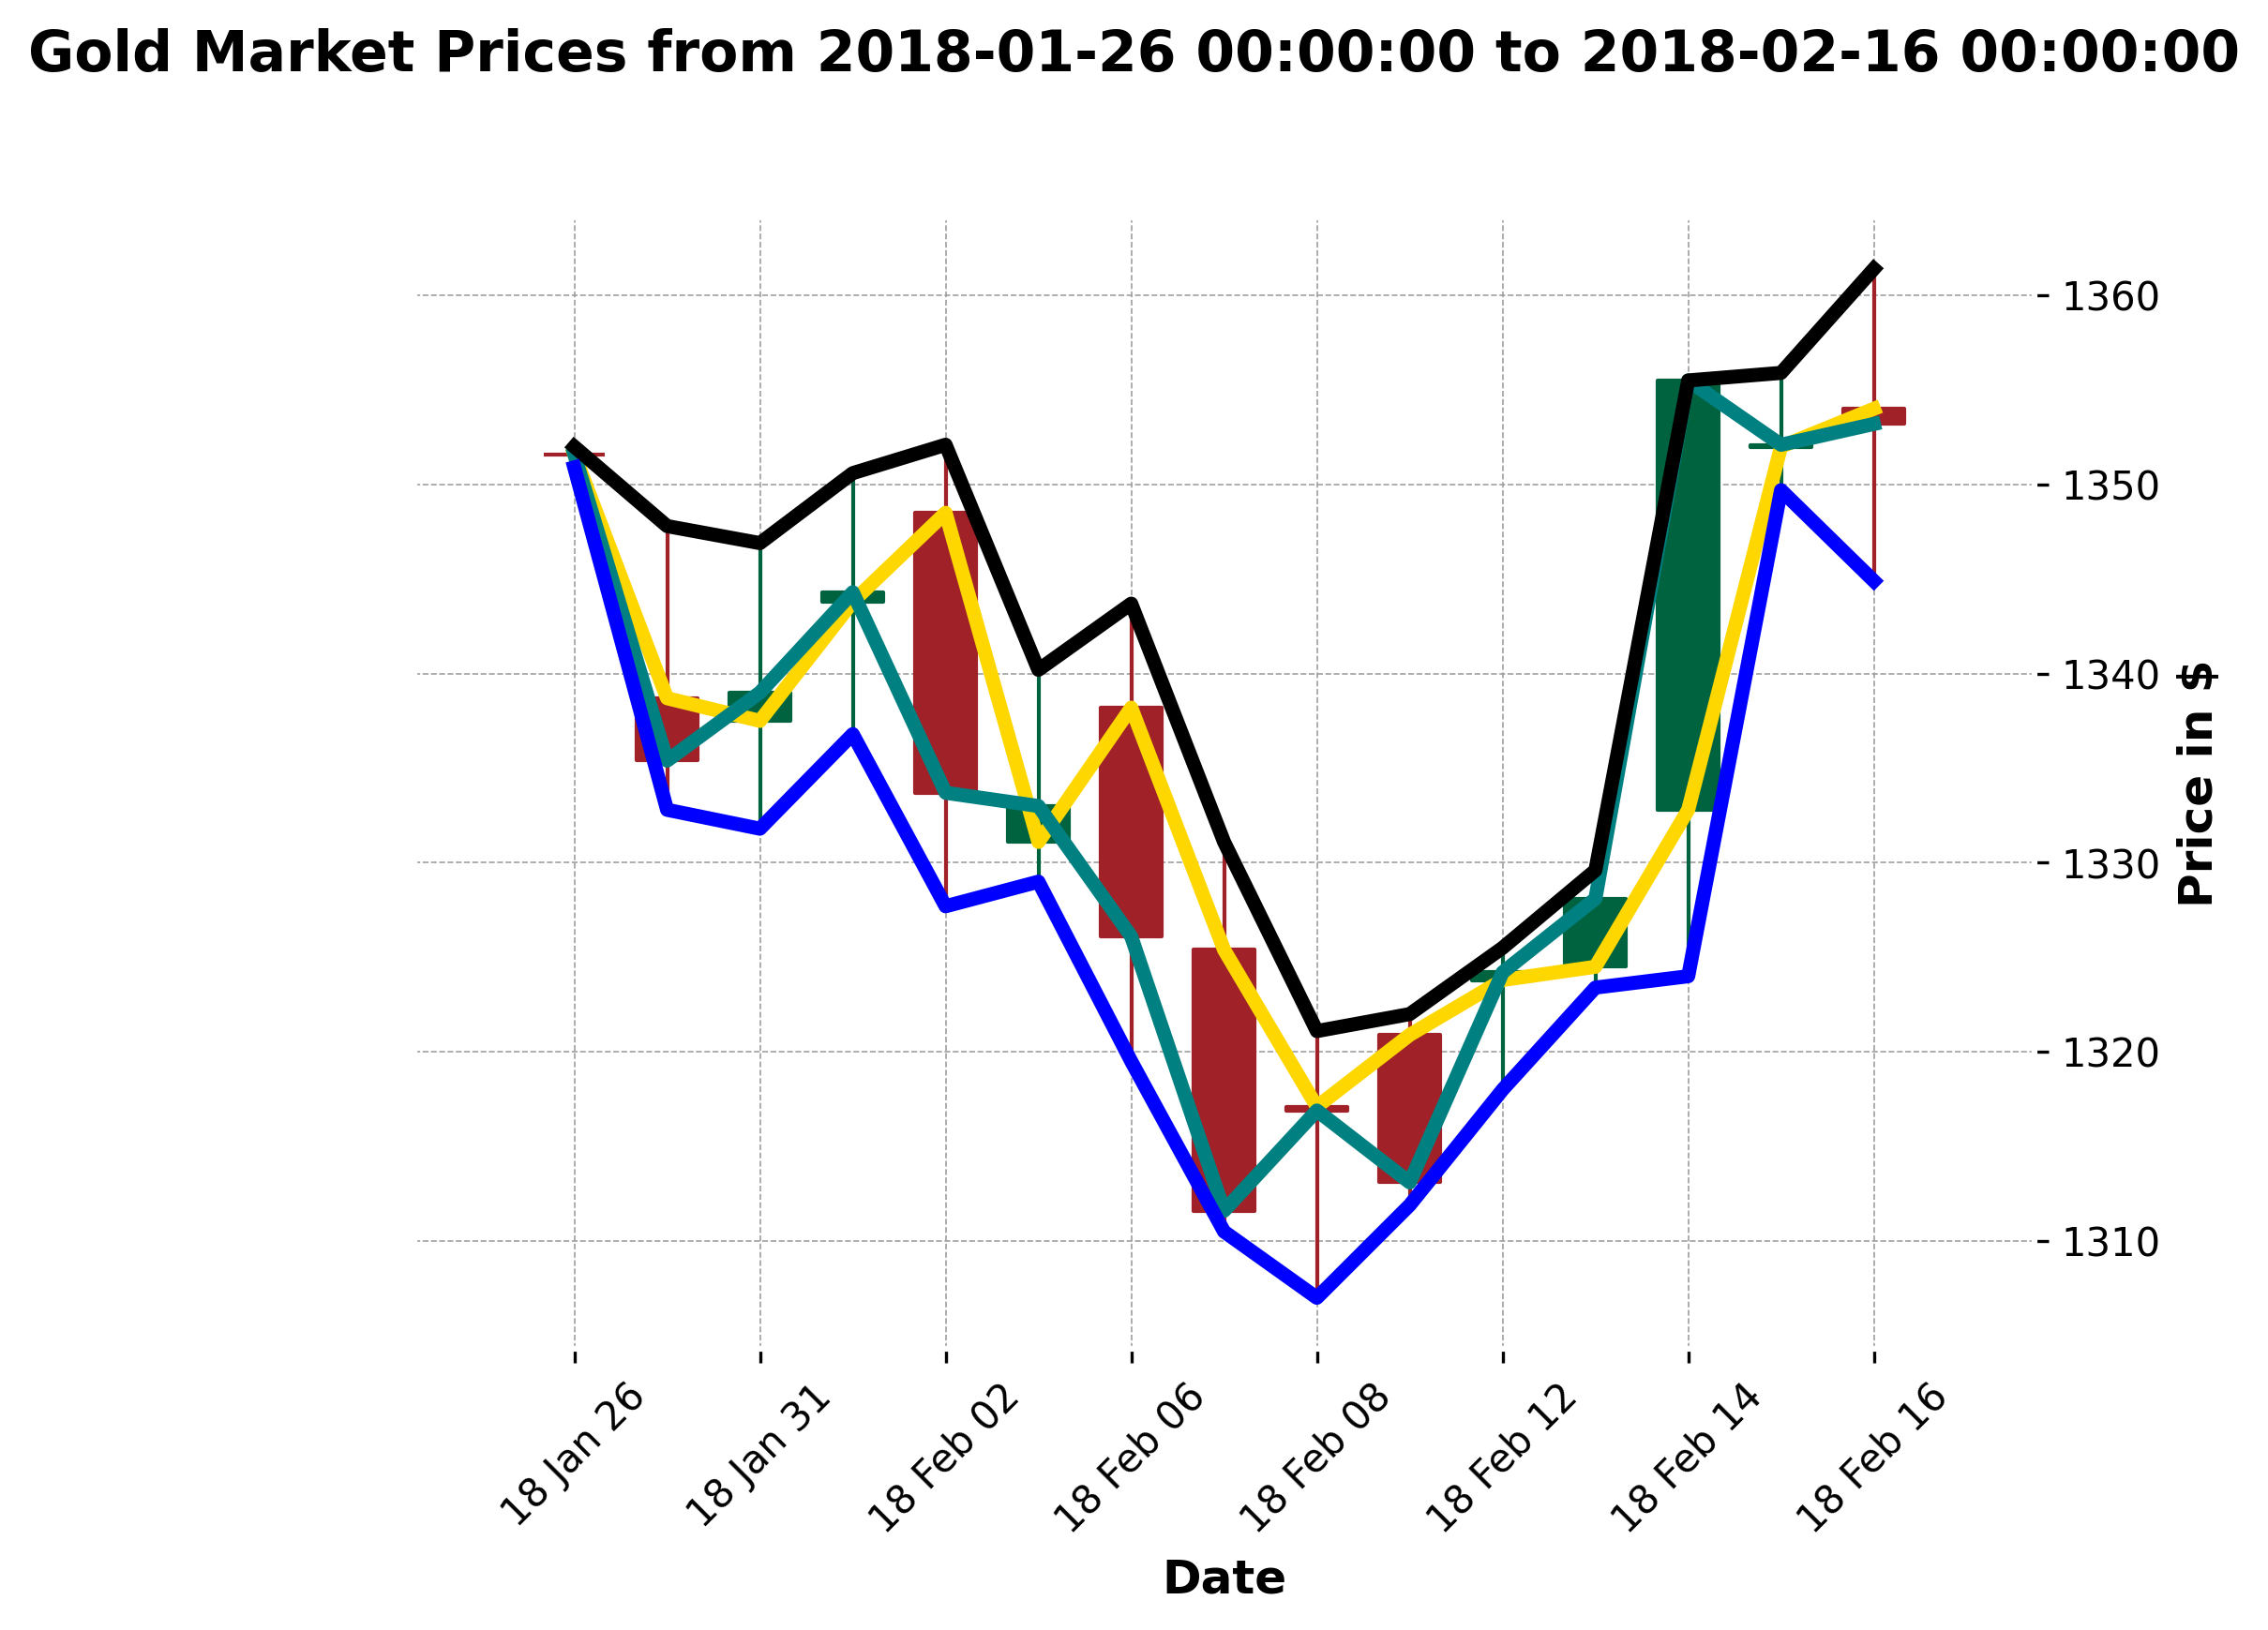 Gold Market Prices from 2018-01-26 00:00:00 to 2018-02-16 00:00:00
1360
1350
1340
1330
1320
1310
Price in $
18 Jan 26
18 Jan 31
18 Feb 02
18 Feb 06
18 Feb 08
18 Feb 12
18 Feb 14
18 Feb 16
Date